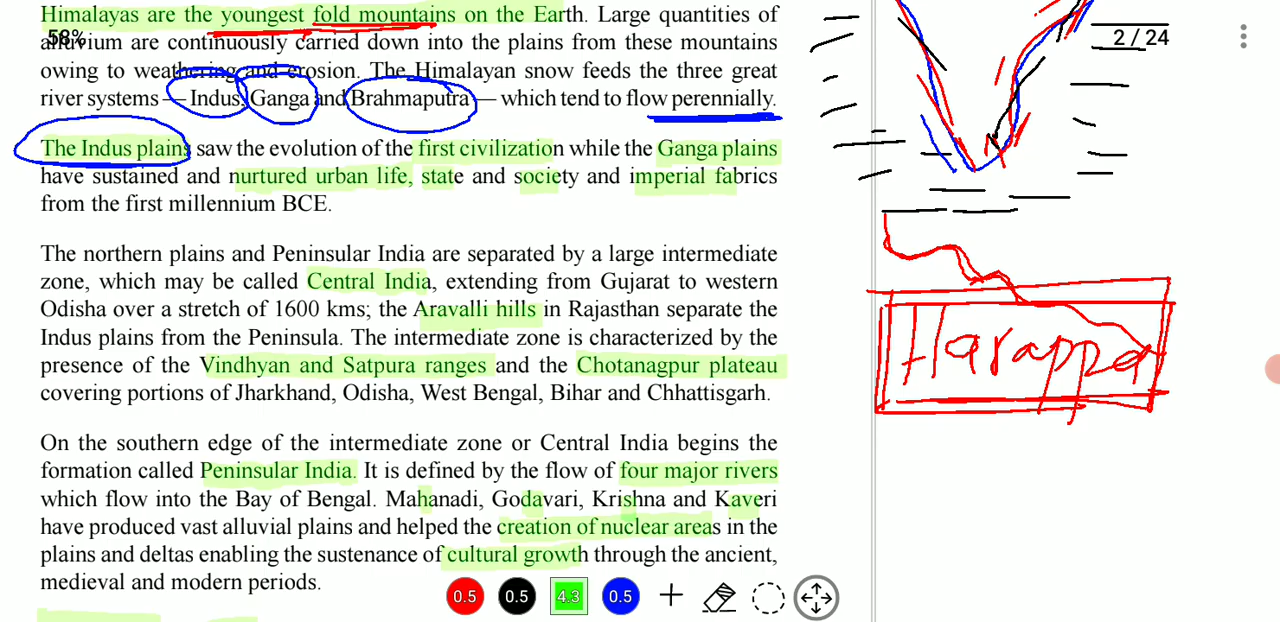 Himalayas are the youngest fold mountains on the Earth. Large quantities of
alluvium are continuously carried down into the plains from these mountains
58%
2 / 24
owing to weathering and erosion. The Himalayan snow feeds the three great
river systems — Indus, Ganga and Brahmaputra — which tend to flow perennially.
The Indus plains saw the evolution of the first civilization while the Ganga plains
have sustained and nurtured urban life, state and society and imperial fabrics
from the first millennium BCE.
The northern plains and Peninsular India are separated by a large intermediate
zone, which may be called Central India, extending from Gujarat to western
Odisha over a stretch of 1600 kms; the Aravalli hills in Rajasthan separate the
Indus plains from the Peninsula. The intermediate zone is characterized by the
presence of the Vindhyan and Satpura ranges and the Chotanagpur plateau
covering portions of Jharkhand, Odisha, West Bengal, Bihar and Chhattisgarh.
Harappa
On the southern edge of the intermediate zone or Central India begins the
formation called Peninsular India. It is defined by the flow of four major rivers
which flow into the Bay of Bengal. Mahanadi, Godavari, Krishna and Kaveri
have produced vast alluvial plains and helped the creation of nuclear areas in the
plains and deltas enabling the sustenance of cultural growth through the ancient,
medieval and modern periods.
0.5 0.5 4.3 0.5